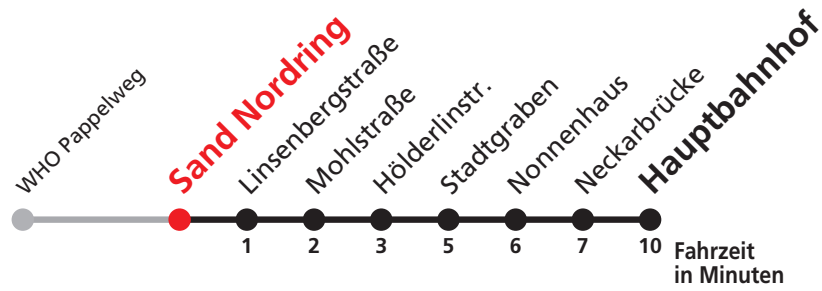 WHO Pappelweg
Sand Nordring
Linsenbergstraße
Mohlstraße
Hölderlinstr.
Stadtgraben
Nonnenhaus
Neckarbrücke
Hauptbahnhof
1 2 3 5 6 7 10
Fahrzeit
in Minuten